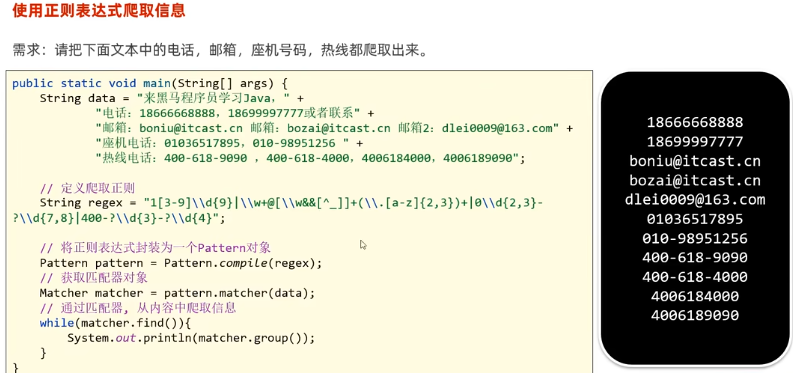 使用正则表达式爬取信息
需求：请把下面文本中的电话，邮箱，座机号码，热线都爬取出来。
public static void main(String[] args) {
    String data = "来黑马程序员学习Java，" +
            "电话：18666668888，18699997777或者联系" +
            "邮箱：boniu@itcast.cn 邮箱：bozai@itcast.cn 邮箱2：dlei0009@163.com" +
            "座机电话：01036517895，010-98951256 " +
            "热线电话：400-618-9090 ，400-618-4000，4006184000，4006189090";
    // 定义爬取正则
    String regex = "1[3-9]\\d{9}|\\w+@[\\w&&[^_]]+(\\.[a-z]{2,3})+|0\\d{2,3}-
?\\d{7,8}|400-?\\d{3}-?\\d{4}";
    // 将正则表达式封装为一个Pattern对象
    Pattern pattern = Pattern.compile(regex);
    // 获取匹配器对象
    Matcher matcher = pattern.matcher(data);
    // 通过匹配器, 从内容中爬取信息
    while(matcher.find()){
        System.out.println(matcher.group());
    }
}
18666668888
18699997777
boniu@itcast.cn
bozai@itcast.cn
dlei0009@163.com
01036517895
010-98951256
400-618-9090
400-618-4000
4006184000
4006189090